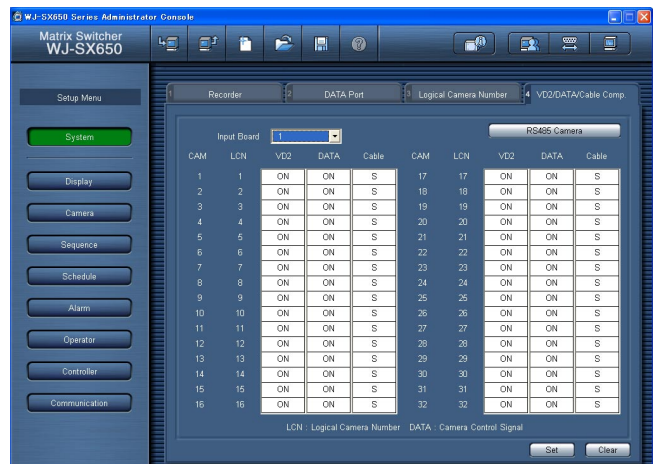 WJ-SX650 Series Administrator Console
Matrix Switcher
WJ-SX650
Setup Menu
System
Display
Camera
Sequence
Schedule
Alarm
Operator
Controller
Communication
1 Recorder 2 DATA Port 3 Logical Camera Number 4 VD2/DATA/Cable Comp.
Input Board 1 RS485 Camera
CAM LCN VD2 DATA Cable CAM LCN VD2 DATA Cable
1 1 ON ON S 17 17 ON ON S
2 2 ON ON S 18 18 ON ON S
3 3 ON ON S 19 19 ON ON S
4 4 ON ON S 20 20 ON ON S
5 5 ON ON S 21 21 ON ON S
6 6 ON ON S 22 22 ON ON S
7 7 ON ON S 23 23 ON ON S
8 8 ON ON S 24 24 ON ON S
9 9 ON ON S 25 25 ON ON S
10 10 ON ON S 26 26 ON ON S
11 11 ON ON S 27 27 ON ON S
12 12 ON ON S 28 28 ON ON S
13 13 ON ON S 29 29 ON ON S
14 14 ON ON S 30 30 ON ON S
15 15 ON ON S 31 31 ON ON S
16 16 ON ON S 32 32 ON ON S
LCN : Logical Camera Number DATA : Camera Control Signal
Set Clear